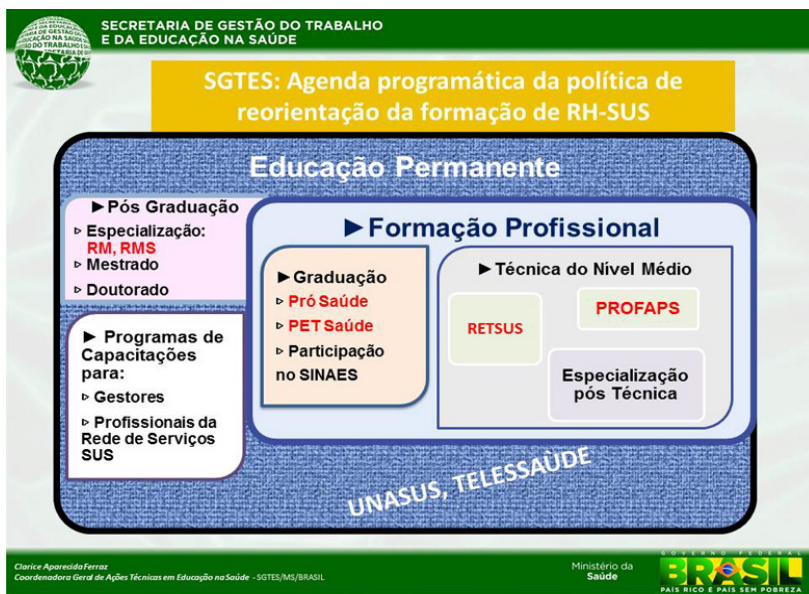 SECRETARIA DE GESTÃO DO TRABALHO
E DA EDUCAÇÃO NA SAÚDE
SGTES: Agenda programática da política de
reorientação da formação de RH-SUS
Educação Permanente
►Pós Graduação
▹ Especialização:
RM, RMS
▹ Mestrado
▹ Doutorado
► Programas de
Capacitações
para:
▹ Gestores
▹ Profissionais da
Rede de Serviços
SUS
►Formação Profissional
►Graduação
▹ Pró Saúde
▹ PET Saúde
▹ Participação
no SINAES
►Técnica do Nível Médio
RETSUS
PROFAPS
Especialização
pós Técnica
UNASUS, TELESSAÙDE
Clarice Aparecida Ferraz
Coordenadora Geral de Ações Técnicas em Educação na Saúde - SGTES/MS/BRASIL
Ministério da
Saúde
GOVERNO FEDERAL
BRASIL
PAÍS RICO É PAÍS SEM POBREZA